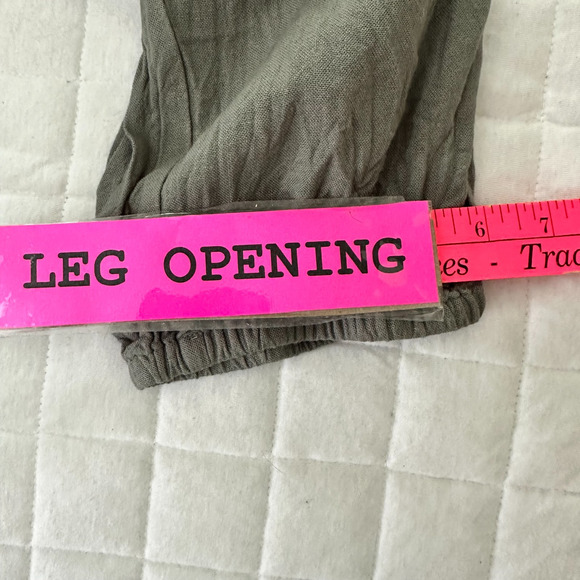 LEG OPENING
6 7
es - Trac